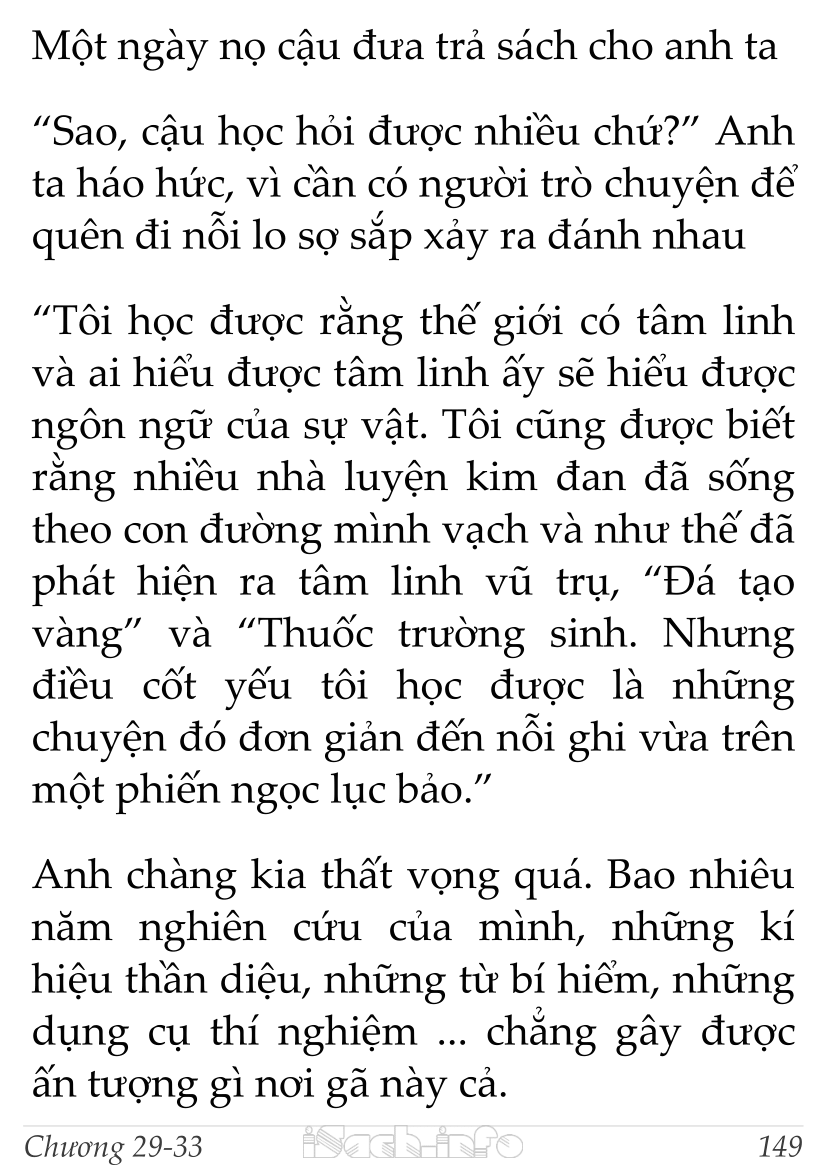 Một ngày nọ cậu đưa trả sách cho anh ta
“Sao, cậu học hỏi được nhiều chứ?” Anh
ta háo hức, vì cần có người trò chuyện để
quên đi nỗi lo sợ sắp xảy ra đánh nhau
“Tôi học được rằng thế giới có tâm linh
và ai hiểu được tâm linh ấy sẽ hiểu được
ngôn ngữ của sự vật. Tôi cũng được biết
rằng nhiều nhà luyện kim đan đã sống
theo con đường mình vạch và như thế đã
phát hiện ra tâm linh vũ trụ, “Đá tạo
vàng” và “Thuốc trường sinh. Nhưng
điều cốt yếu tôi học được là những
chuyện đó đơn giản đến nỗi ghi vừa trên
một phiến ngọc lục bảo.”
Anh chàng kia thất vọng quá. Bao nhiêu
năm nghiên cứu của mình, những kí
hiệu thần diệu, những từ bí hiểm, những
dụng cụ thí nghiệm ... chẳng gây được
ấn tượng gì nơi gã này cả.
Chương 29-33 iSach.info 149